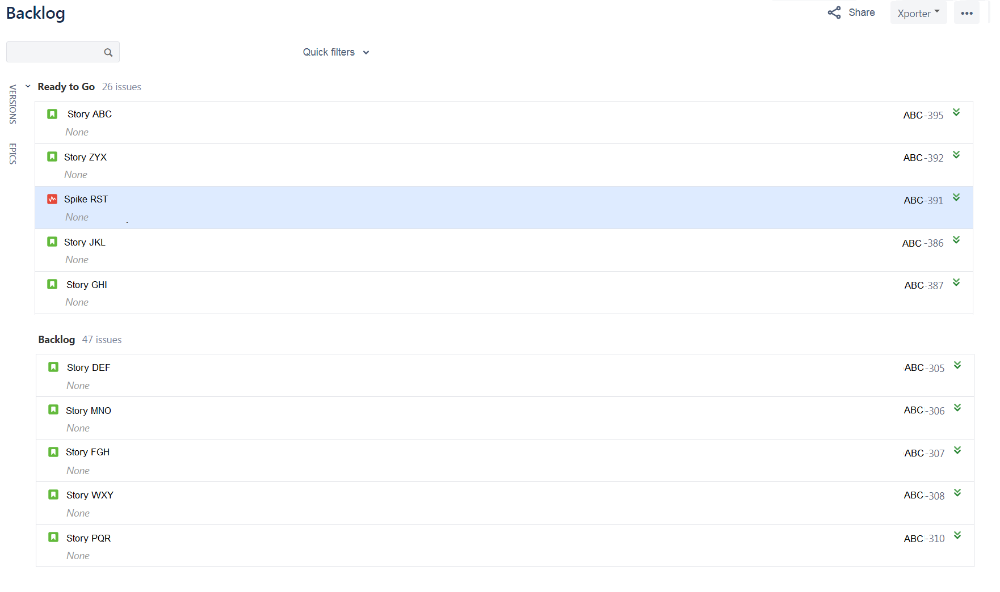 Backlog
Share
Xporter
Quick filters
VERSIONS
EPICS
Ready to Go 26 issues
Story ABC ABC-395
None
Story ZYX ABC-392
None
Spike RST ABC-391
None
Story JKL ABC-386
None
Story GHI ABC-387
None
Backlog 47 issues
Story DEF ABC-305
None
Story MNO ABC-306
None
Story FGH ABC-307
None
Story WXY ABC-308
None
Story PQR ABC-310
None